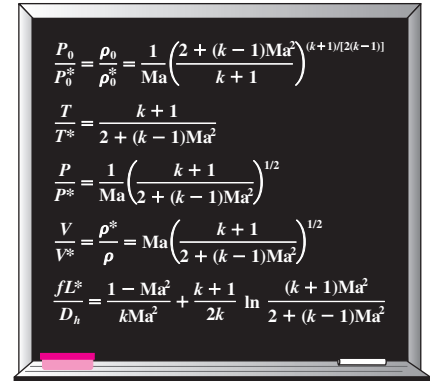 P₀/P₀* = ρ₀/ρ₀* = 1/Ma ((2 + (k − 1)Ma²)/(k + 1))^(k+1)/[2(k−1)]
T/T* = (k + 1)/(2 + (k − 1)Ma²)
P/P* = 1/Ma ((k + 1)/(2 + (k − 1)Ma²))^1/2
V/V* = ρ*/ρ = Ma((k + 1)/(2 + (k − 1)Ma²))^1/2
fL*/Dₕ = (1 − Ma²)/(kMa²) + (k + 1)/(2k) ln ((k + 1)Ma²)/(2 + (k − 1)Ma²)